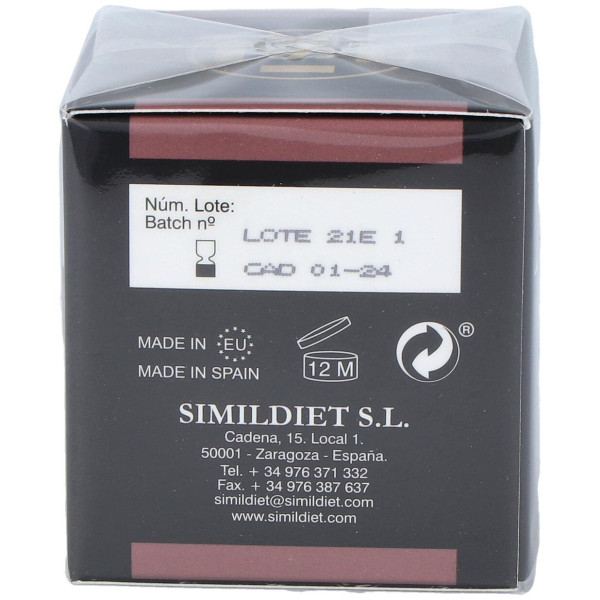 Núm. Lote:
Batch nº
LOTE 21E 1
CAD 01-24
MADE IN EU
MADE IN SPAIN
12 M
®
SIMILDIET S.L.
Cadena, 15. Local 1.
50001 - Zaragoza - España.
Tel. + 34 976 371 332
Fax. + 34 976 387 637
simildiet@simildiet.com
www.simildiet.com